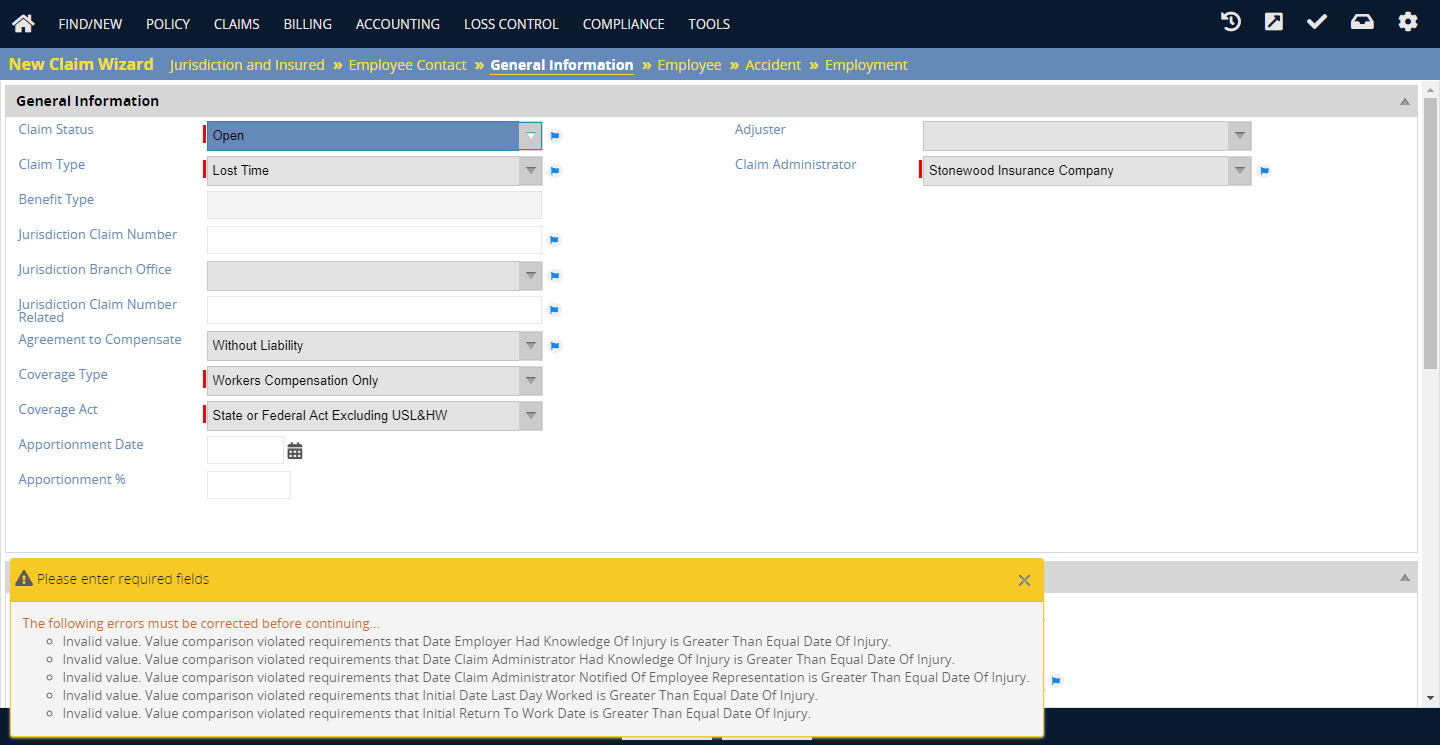 FIND/NEW POLICY CLAIMS BILLING ACCOUNTING LOSS CONTROL COMPLIANCE TOOLS
New Claim Wizard Jurisdiction and Insured » Employee Contact » General Information » Employee » Accident » Employment
General Information
Claim Status Open
Adjuster
Claim Type Lost Time
Claim Administrator Stonewood Insurance Company
Benefit Type
Jurisdiction Claim Number
Jurisdiction Branch Office
Jurisdiction Claim Number
Related
Agreement to Compensate Without Liability
Coverage Type Workers Compensation Only
Coverage Act State or Federal Act Excluding USL&HW
Apportionment Date
Apportionment %
Please enter required fields
The following errors must be corrected before continuing...
Invalid value. Value comparison violated requirements that Date Employer Had Knowledge Of Injury is Greater Than Equal Date Of Injury.
Invalid value. Value comparison violated requirements that Date Claim Administrator Had Knowledge Of Injury is Greater Than Equal Date Of Injury.
Invalid value. Value comparison violated requirements that Date Claim Administrator Notified Of Employee Representation is Greater Than Equal Date Of Injury.
Invalid value. Value comparison violated requirements that Initial Date Last Day Worked is Greater Than Equal Date Of Injury.
Invalid value. Value comparison violated requirements that Initial Return To Work Date is Greater Than Equal Date Of Injury.